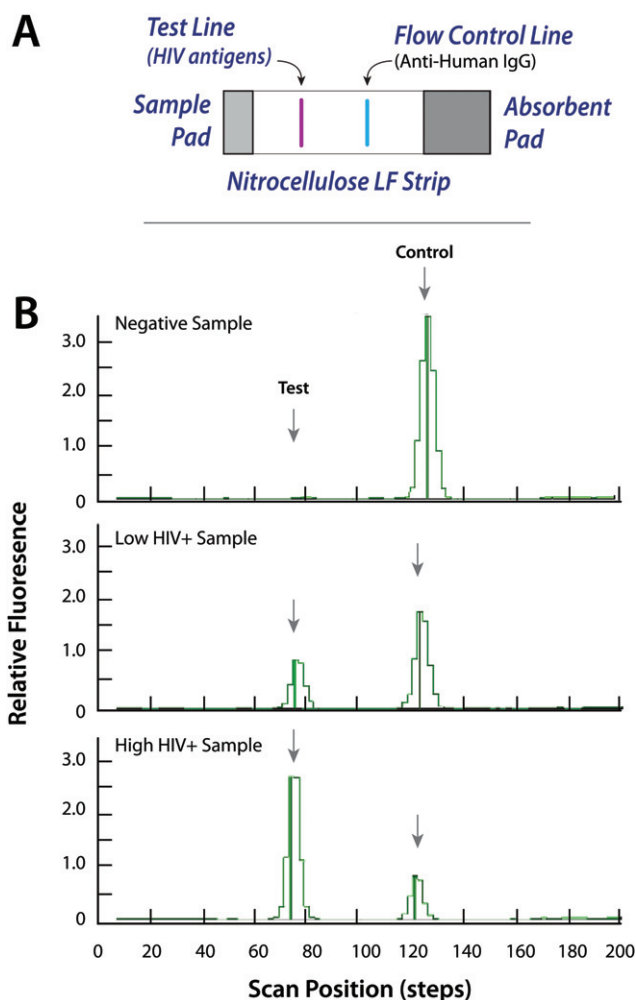 A
Test Line
(HIV antigens)
Flow Control Line
(Anti-Human IgG)
Sample
Pad
Absorbent
Pad
Nitrocellulose LF Strip
Control
B
Negative Sample
Test
3.0
2.0
1.0
0
Low HIV+ Sample
3.0
2.0
1.0
0
High HIV+ Sample
3.0
2.0
1.0
0
Relative Fluoresence
0 20 40 60 80 100 120 140 160 180 200
Scan Position (steps)